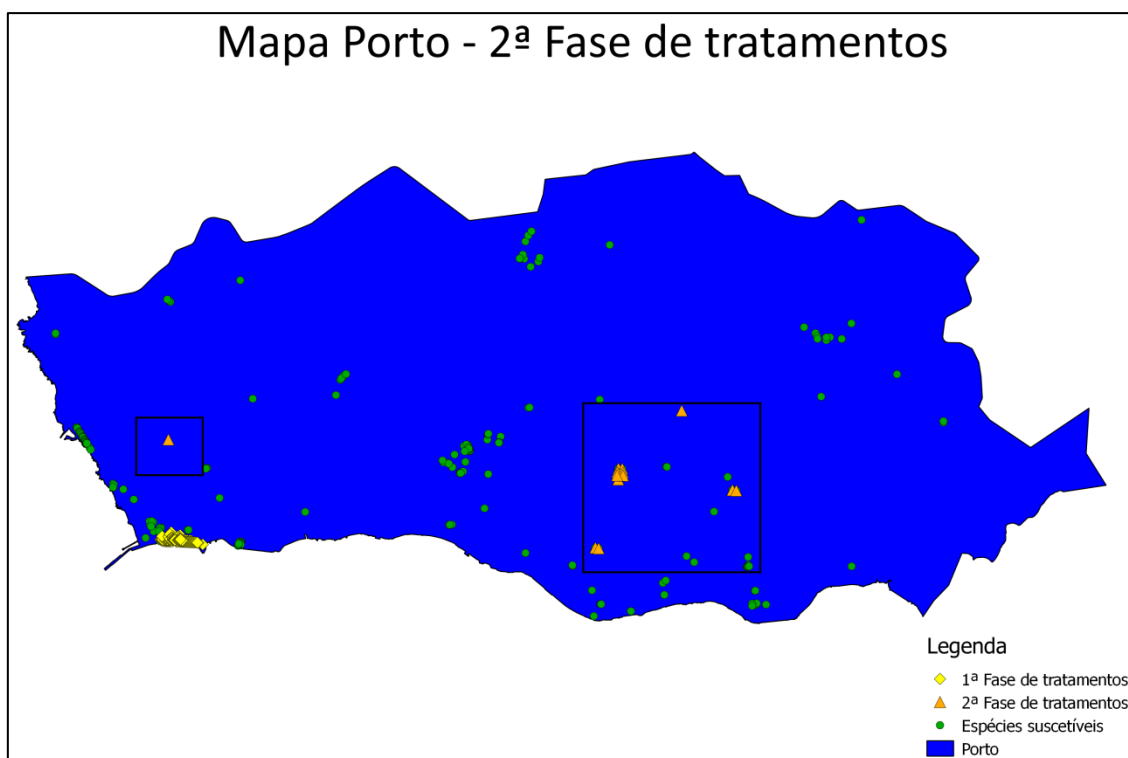 Mapa Porto - 2ª Fase de tratamentos
Legenda
1ª Fase de tratamentos
2ª Fase de tratamentos
Espécies suscetíveis
Porto